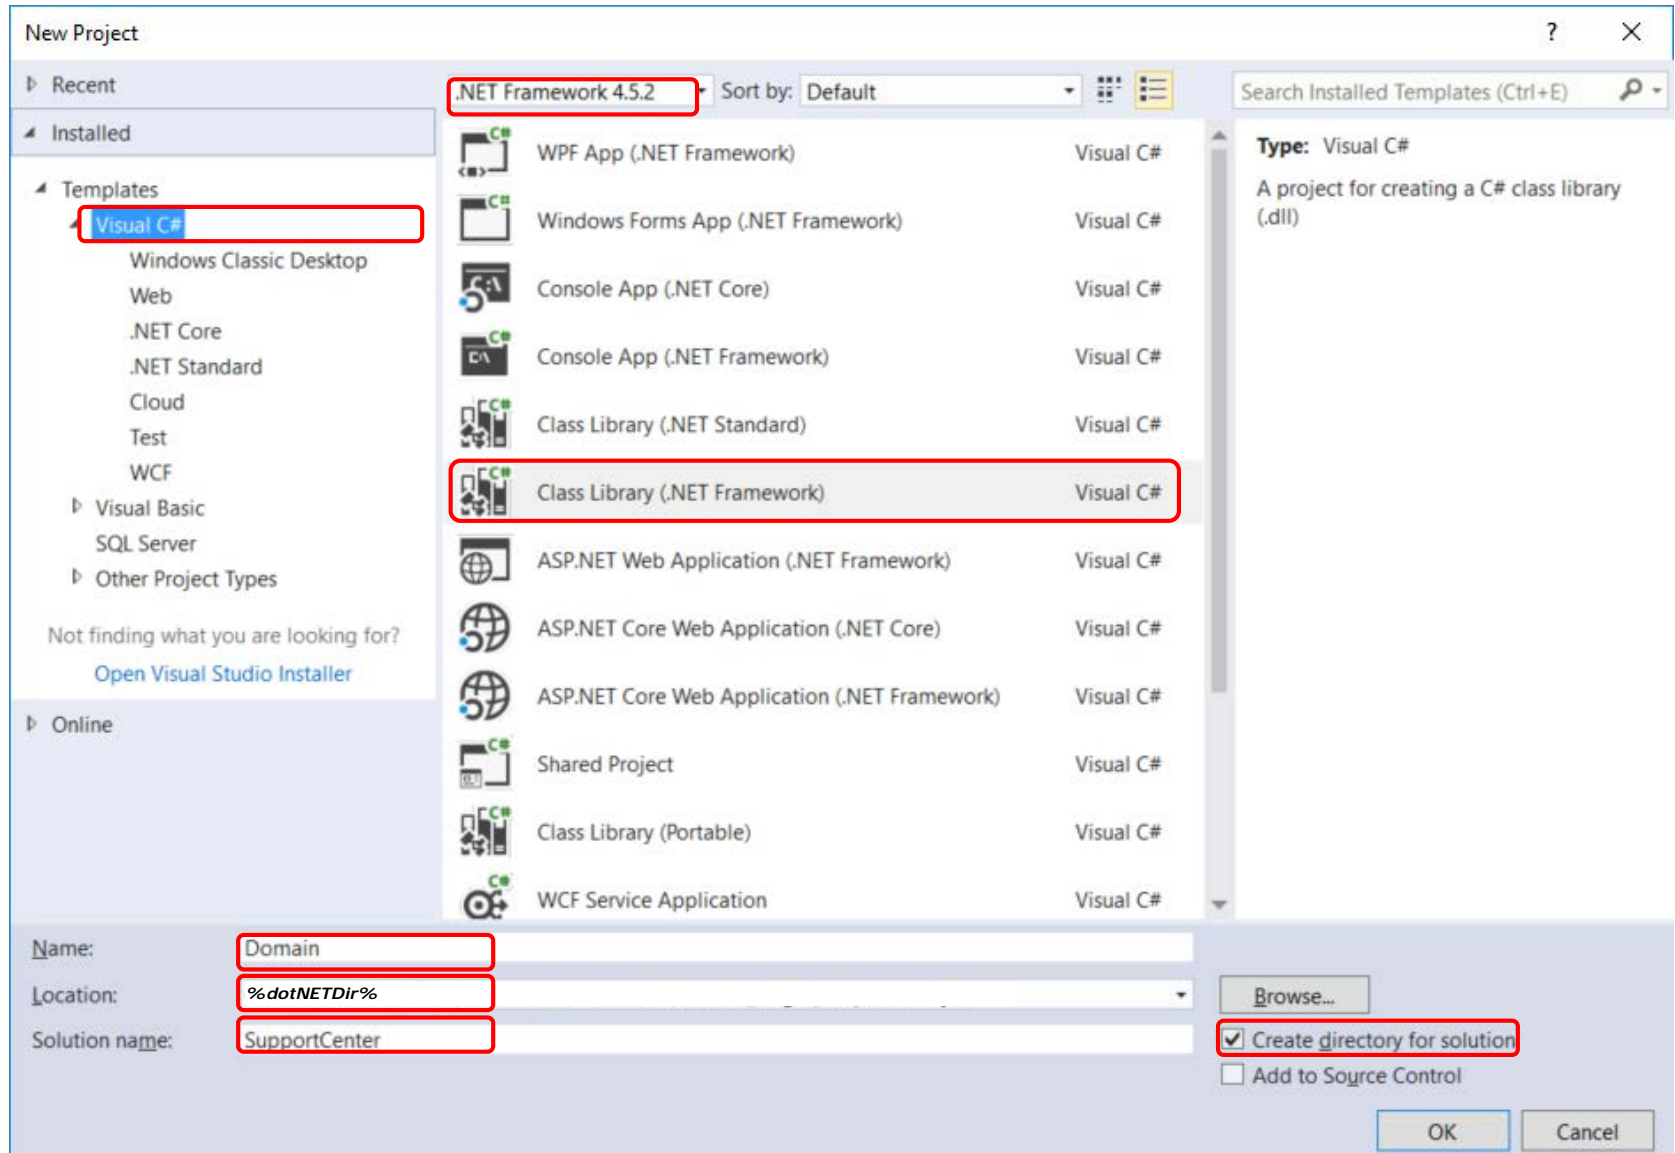 New Project
?
Recent
.NET Framework 4.5.2
Sort by: Default
Search Installed Templates (Ctrl+E)
Installed
Templates
Visual C#
Windows Classic Desktop
Web
.NET Core
.NET Standard
Cloud
Test
WCF
Visual Basic
SQL Server
Other Project Types
Not finding what you are looking for?
Open Visual Studio Installer
Online
WPF App (.NET Framework) Visual C#
Windows Forms App (.NET Framework) Visual C#
Console App (.NET Core) Visual C#
Console App (.NET Framework) Visual C#
Class Library (.NET Standard) Visual C#
Class Library (.NET Framework) Visual C#
ASP.NET Web Application (.NET Framework) Visual C#
ASP.NET Core Web Application (.NET Core) Visual C#
ASP.NET Core Web Application (.NET Framework) Visual C#
Shared Project Visual C#
Class Library (Portable) Visual C#
WCF Service Application Visual C#
Type: Visual C#
A project for creating a C# class library
(.dll)
Name: Domain
Location: %dotNETDir%
Browse...
Solution name: SupportCenter
Create directory for solution
Add to Source Control
OK Cancel